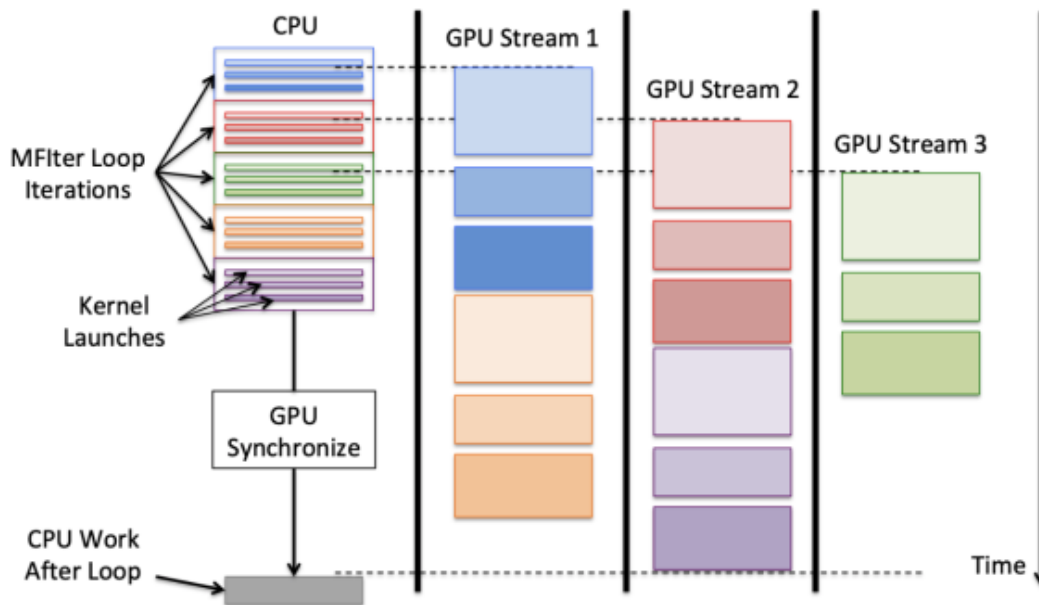 CPU
GPU Stream 1
GPU Stream 2
GPU Stream 3
MFIter Loop
Iterations
Kernel
Launches
GPU
Synchronize
CPU Work
After Loop
Time